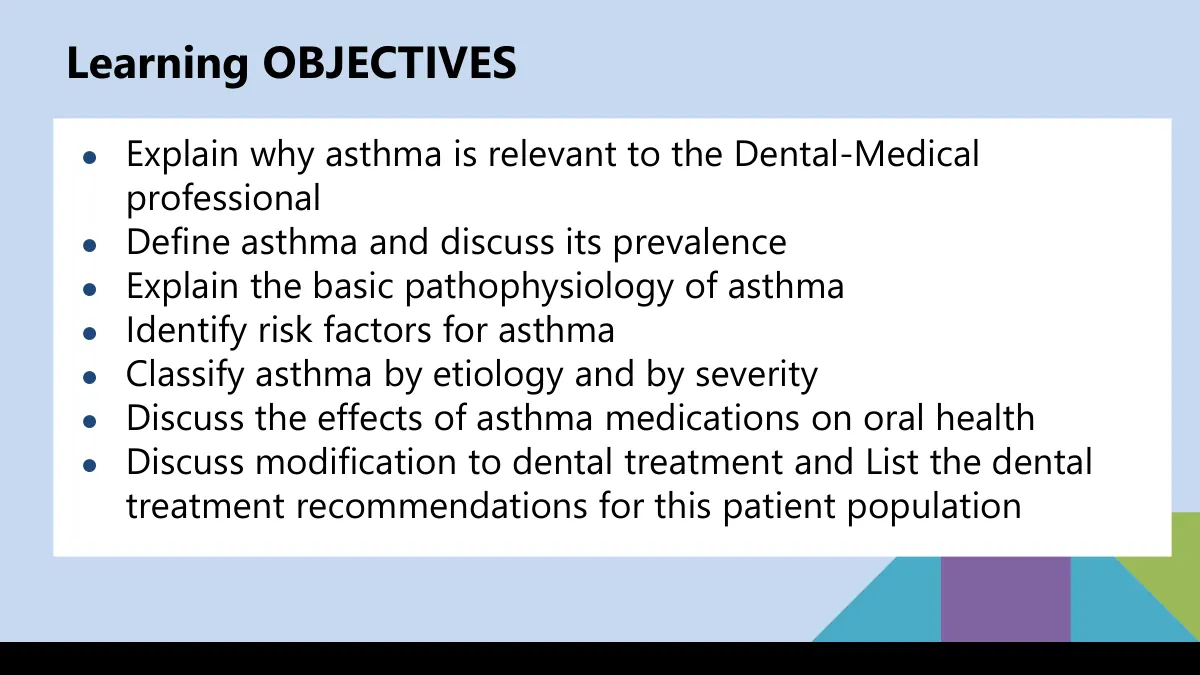 Learning OBJECTIVES
• Explain why asthma is relevant to the Dental-Medical
professional
• Define asthma and discuss its prevalence
• Explain the basic pathophysiology of asthma
• Identify risk factors for asthma
• Classify asthma by etiology and by severity
• Discuss the effects of asthma medications on oral health
• Discuss modification to dental treatment and List the dental
treatment recommendations for this patient population